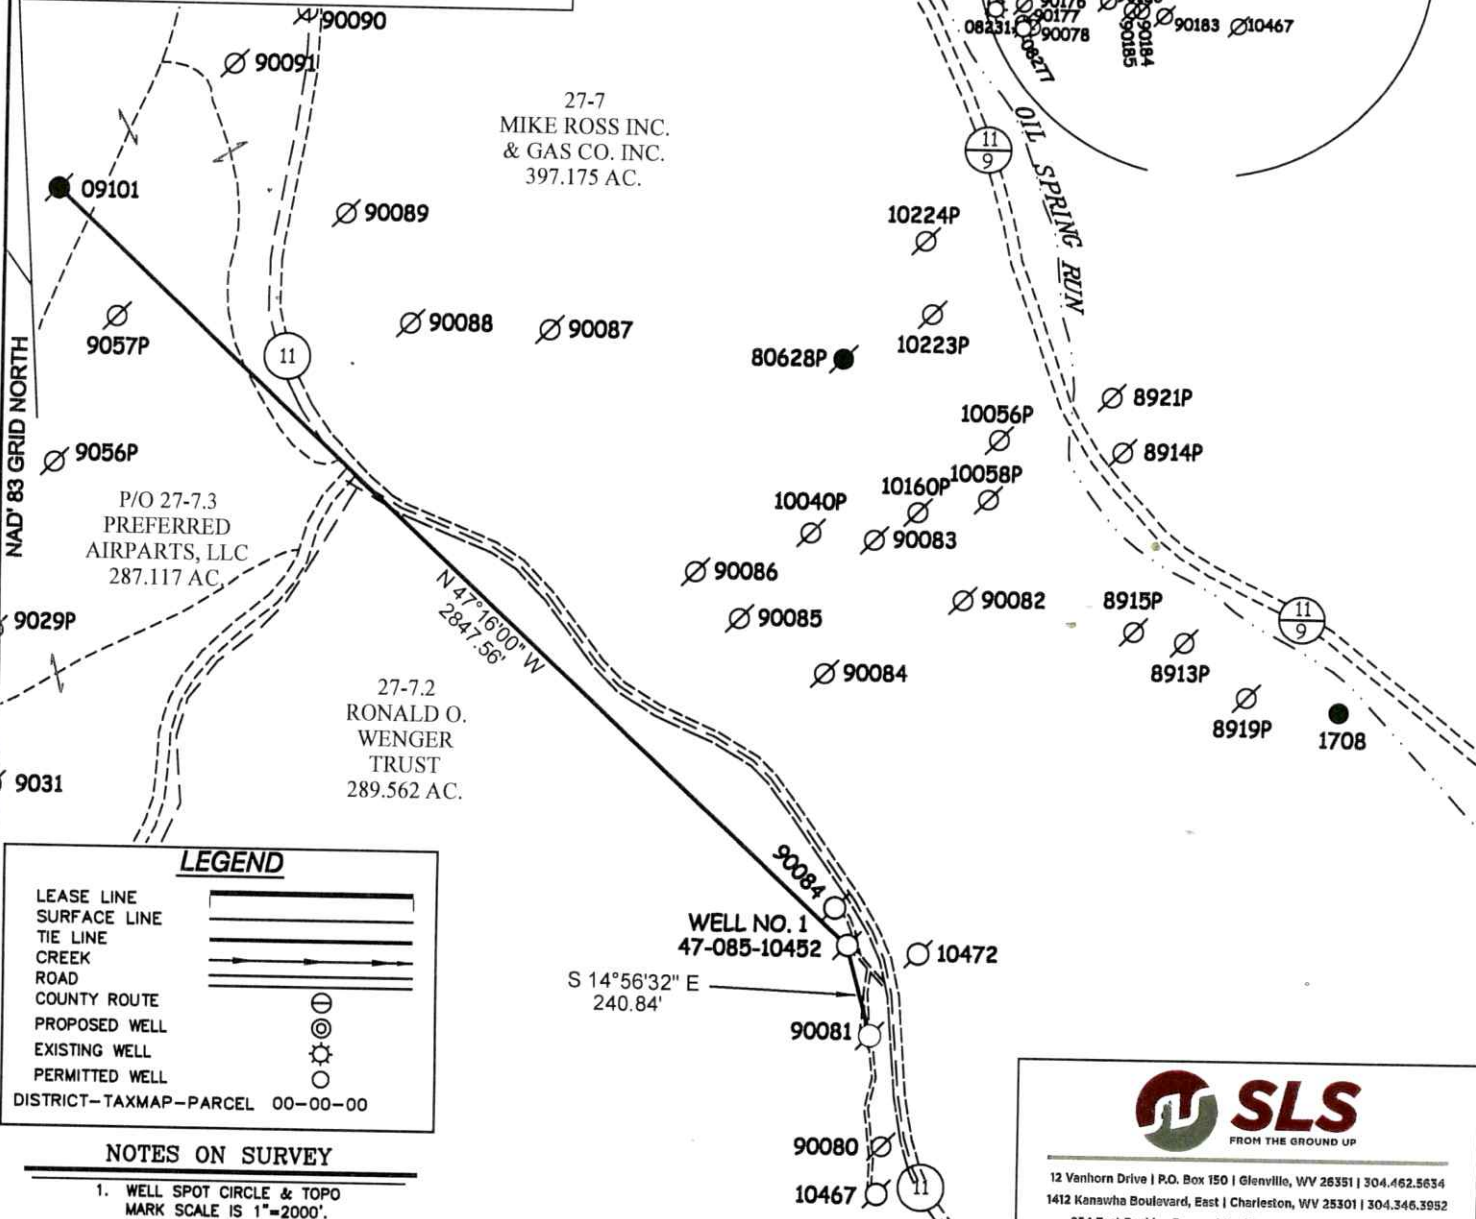 90090
90091
90176
90177
90078
08231
08277
90185
90184
90183
10467
27-7
MIKE ROSS INC.
& GAS CO. INC.
397.175 AC.
11
9
OIL SPRING RUN
09101
90089
10224P
9057P
90088
90087
11
80628P
10223P
NAD'83 GRID NORTH
8921P
10056P
9056P
8914P
10058P
10160P
10040P
90083
P/O 27-7.3
PREFERRED
AIRPARTS, LLC
287.117 AC.
90086
N 47°16'00" W
2847.56'
90082
8915P
11
9
9029P
90085
90084
8913P
8919P
1708
27-7.2
RONALD O.
WENGER
TRUST
289.562 AC.
9031
LEGEND
LEASE LINE
SURFACE LINE
TIE LINE
CREEK
ROAD
COUNTY ROUTE
PROPOSED WELL
EXISTING WELL
PERMITTED WELL
DISTRICT-TAXMAP-PARCEL 00-00-00
90084
WELL NO. 1
47-085-10452
10472
S 14°56'32" E
240.84'
90081
90080
10467
11
NOTES ON SURVEY
1. WELL SPOT CIRCLE & TOPO
MARK SCALE IS 1"=2000'.
SLS
FROM THE GROUND UP
12 Vanhorn Drive | P.O. Box 150 | Glenville, WV 26351 | 304.462.5634
1412 Kanawha Boulevard, East | Charleston, WV 25301 | 304.346.3952